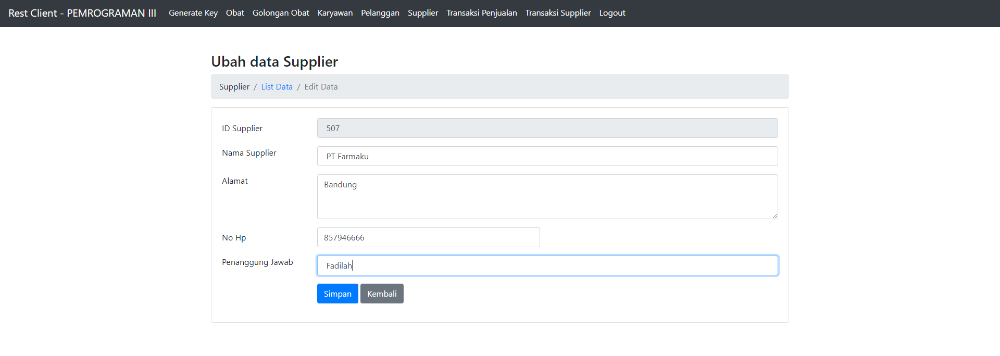 Rest Client - PEMROGRAMAN III Generate Key Obat Golongan Obat Karyawan Pelanggan Supplier Transaksi Penjualan Transaksi Supplier Logout
Ubah data Supplier
Supplier / List Data / Edit Data
ID Supplier 507
Nama Supplier PT Farmaku
Alamat Bandung
No Hp 857946666
Penanggung Jawab Fadilah
Simpan Kembali